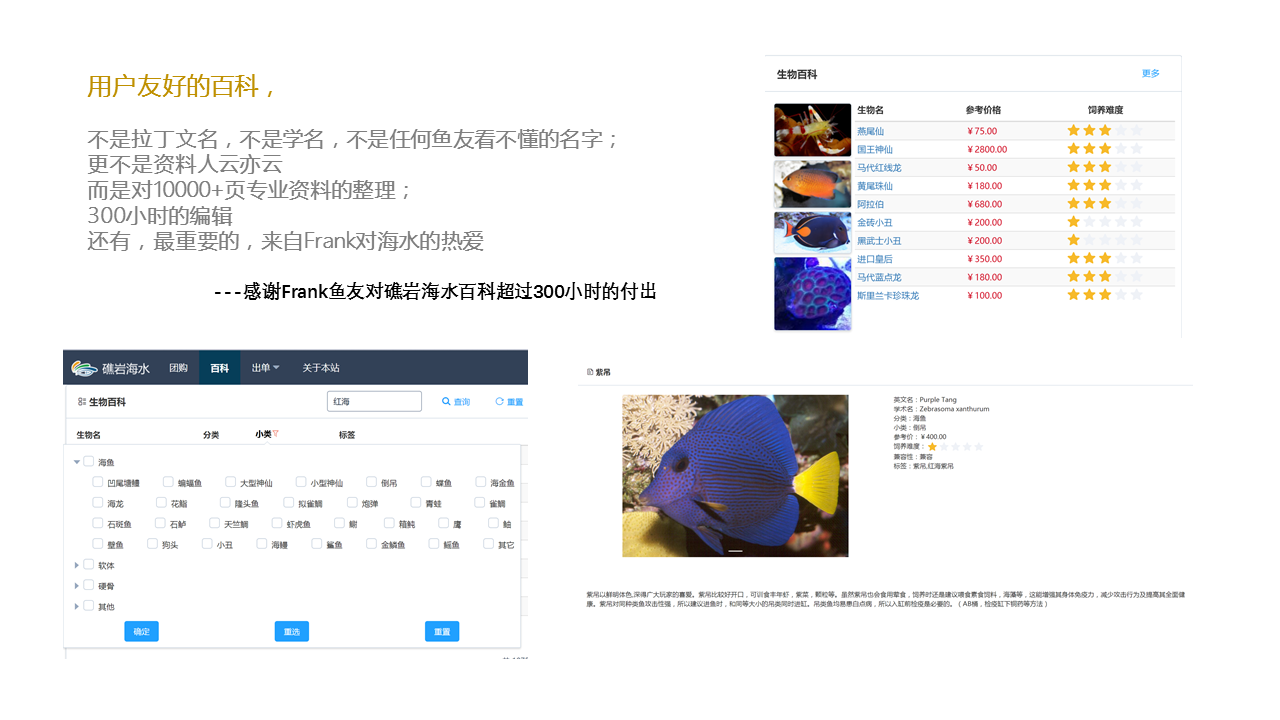 用户友好的百科，
不是拉丁文名，不是学名，不是任何鱼友看不懂的名字；
更不是资料人云亦云
而是对10000+页专业资料的整理；
300小时的编辑
还有，最重要的，来自Frank对海水的热爱
---感谢Frank鱼友对礁岩海水百科超过300小时的付出
生物百科 更多
生物名 参考价格 饲养难度
燕尾仙 ￥75.00
国王神仙 ￥2800.00
马代红线龙 ￥50.00
黄尾珠仙 ￥180.00
阿拉伯 ￥680.00
金砖小丑 ￥200.00
黑武士小丑 ￥200.00
进口皇后 ￥350.00
马代蓝点龙 ￥180.00
斯里兰卡珍珠龙 ￥100.00
礁岩海水 团购 百科 出单 关于本站
生物百科 红海 查询 重置
生物名 分类 小类 标签
海鱼
凹尾塘鳢 蝙蝠鱼 大型神仙 小型神仙 倒吊 蝶鱼 海金鱼
海龙 花鮨 隆头鱼 拟雀鲷 炮弹 青蛙 雀鲷
石斑鱼 石鲈 天竺鲷 虾虎鱼 鳚 箱鲀 鹰 鲉
壁鱼 狗头 小丑 海鳗 鲨鱼 金鳞鱼 鳐鱼 其它
软体
硬骨
其他
确定 重选 重置
紫吊
英文名：Purple Tang
学术名：Zebrasoma xanthurum
分类：海鱼
小类：倒吊
参考价：￥400.00
饲养难度：
兼容性：兼容
标签：紫吊,红海紫吊
紫吊以鲜明体色,深得广大玩家的喜爱。紫吊比较好开口，可训食丰年虾，紫菜，颗粒等。虽然紫吊也会食用荤食，饲养时还是建议喂食素食饲料，海藻等，这能增强其身体免疫力，减少攻击行为及提高其全面健
康。紫吊对同种类鱼攻击性强，所以建议进鱼时，和同等大小的吊类同时进缸。吊类鱼均易患白点病，所以入缸前检疫是必要的。（AB桶，检疫缸下铜药等方法）